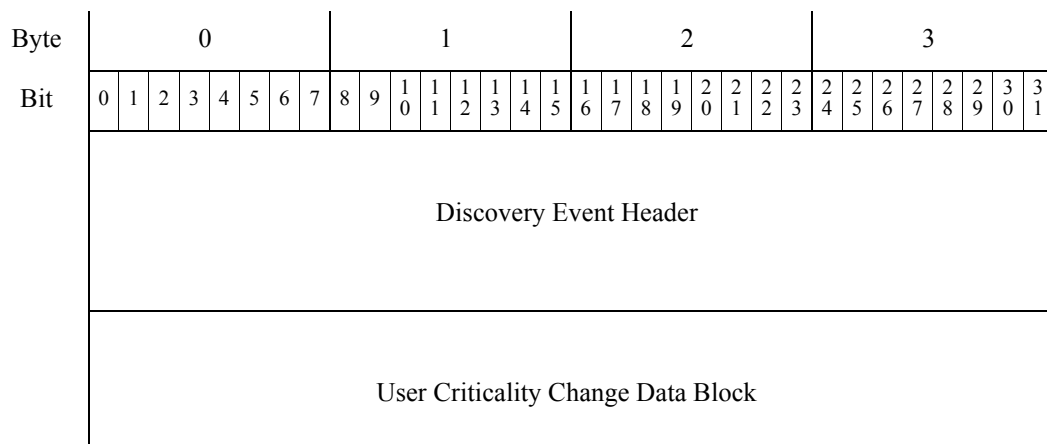 Byte 0 1 2 3
Bit 0 1 2 3 4 5 6 7 8 9 10 11 12 13 14 15 16 17 18 19 20 21 22 23 24 25 26 27 28 29 30 31
Discovery Event Header
User Criticality Change Data Block